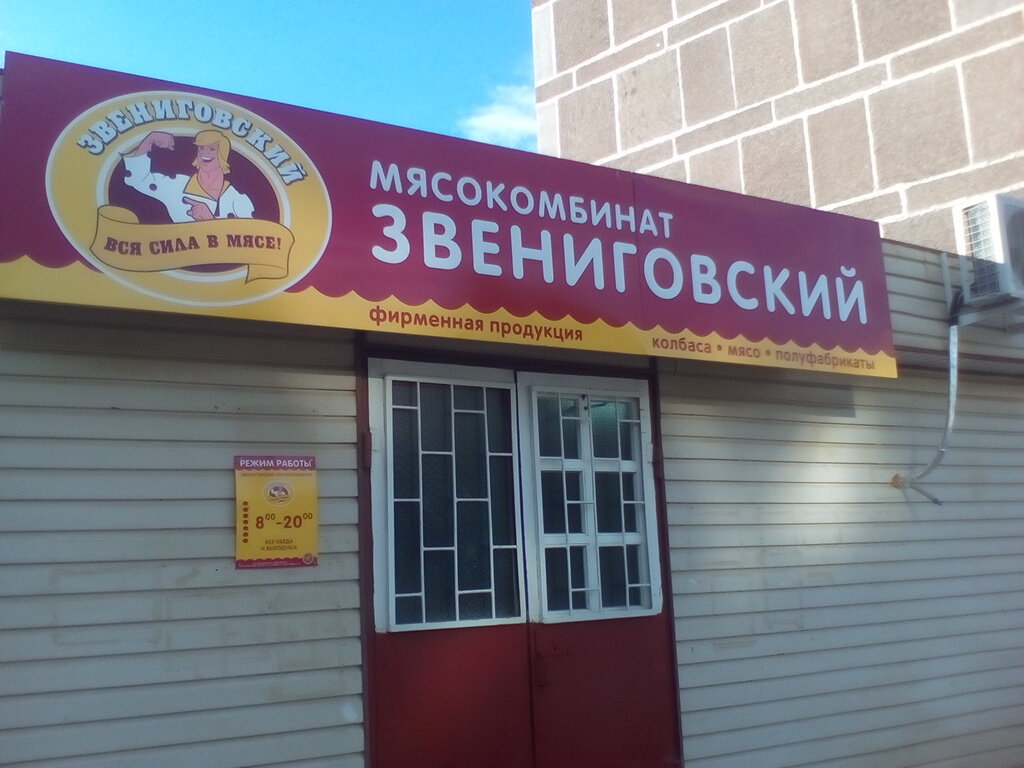 ЗВЕНИГОВСКИЙ
ВСЯ СИЛА В МЯСЕ!
МЯСОКОМБИНАТ
ЗВЕНИГОВСКИЙ
фирменная продукция
колбаса • мясо • полуфабрикаты
РЕЖИМ РАБОТЫ
8⁰⁰-20⁰⁰
БЕЗ ОБЕДА
И ВЫХОДНЫХ